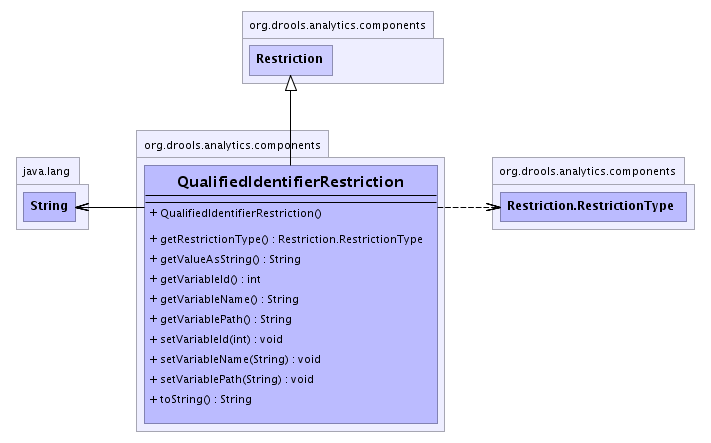 org.drools.analytics.components
Restriction
org.drools.analytics.components
java.lang
String
QualifiedIdentifierRestriction
+ QualifiedIdentifierRestriction()
+ getRestrictionType() : Restriction.RestrictionType
+ getValueAsString() : String
+ getVariableId() : int
+ getVariableName() : String
+ getVariablePath() : String
+ setVariableId(int) : void
+ setVariableName(String) : void
+ setVariablePath(String) : void
+ toString() : String
org.drools.analytics.components
Restriction.RestrictionType